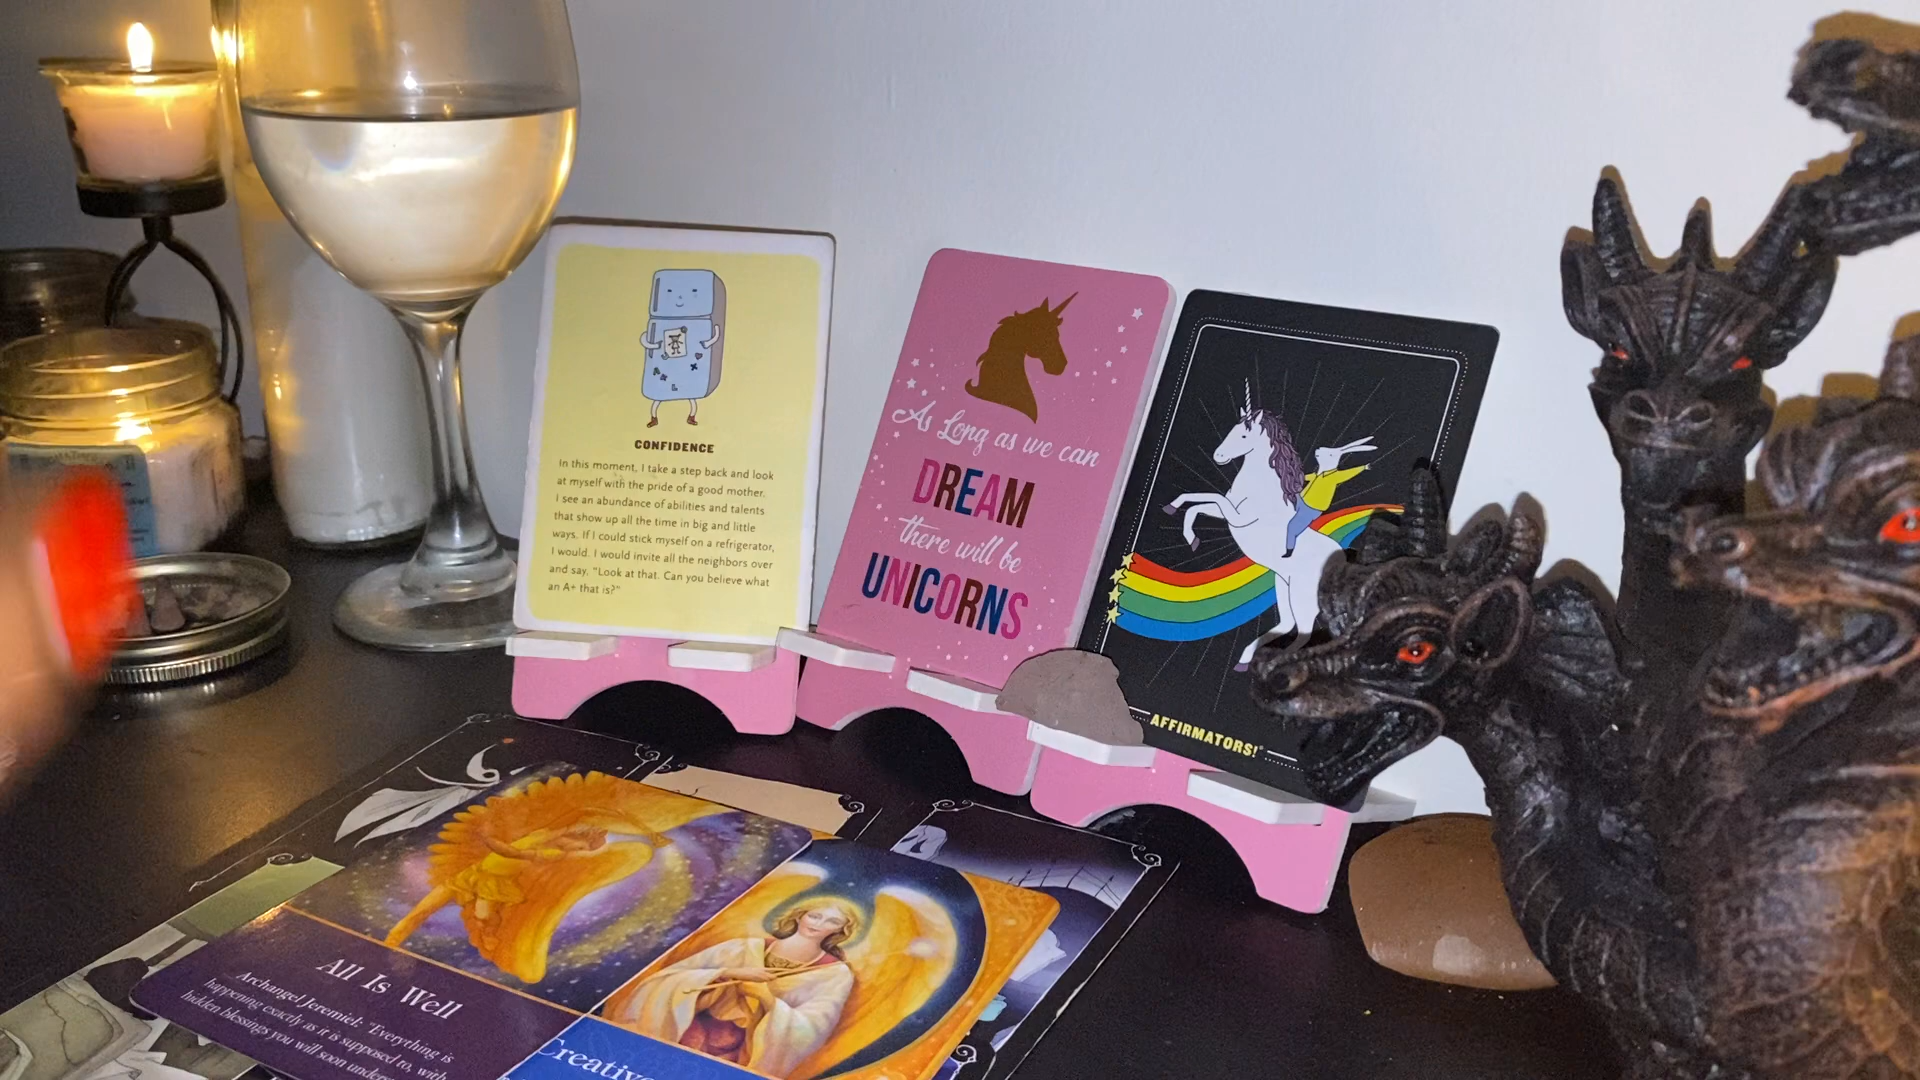 CONFIDENCE
In this moment, I take a step back and look
at myself with the pride of a good mother.
I see an abundance of abilities and talents
that show up all the time in big and little
ways. If I could stick myself on a refrigerator,
I would. I would invite all the neighbors over
and say, "Look at that. Can you believe what
an A+ that is?"
As Long as we can
DREAM
there will be
UNICORNS
AFFIRMATORS!®
All Is Well
Archangel Jeremiel: "Everything is
happening exactly as it is supposed to, with
hidden blessings you will soon